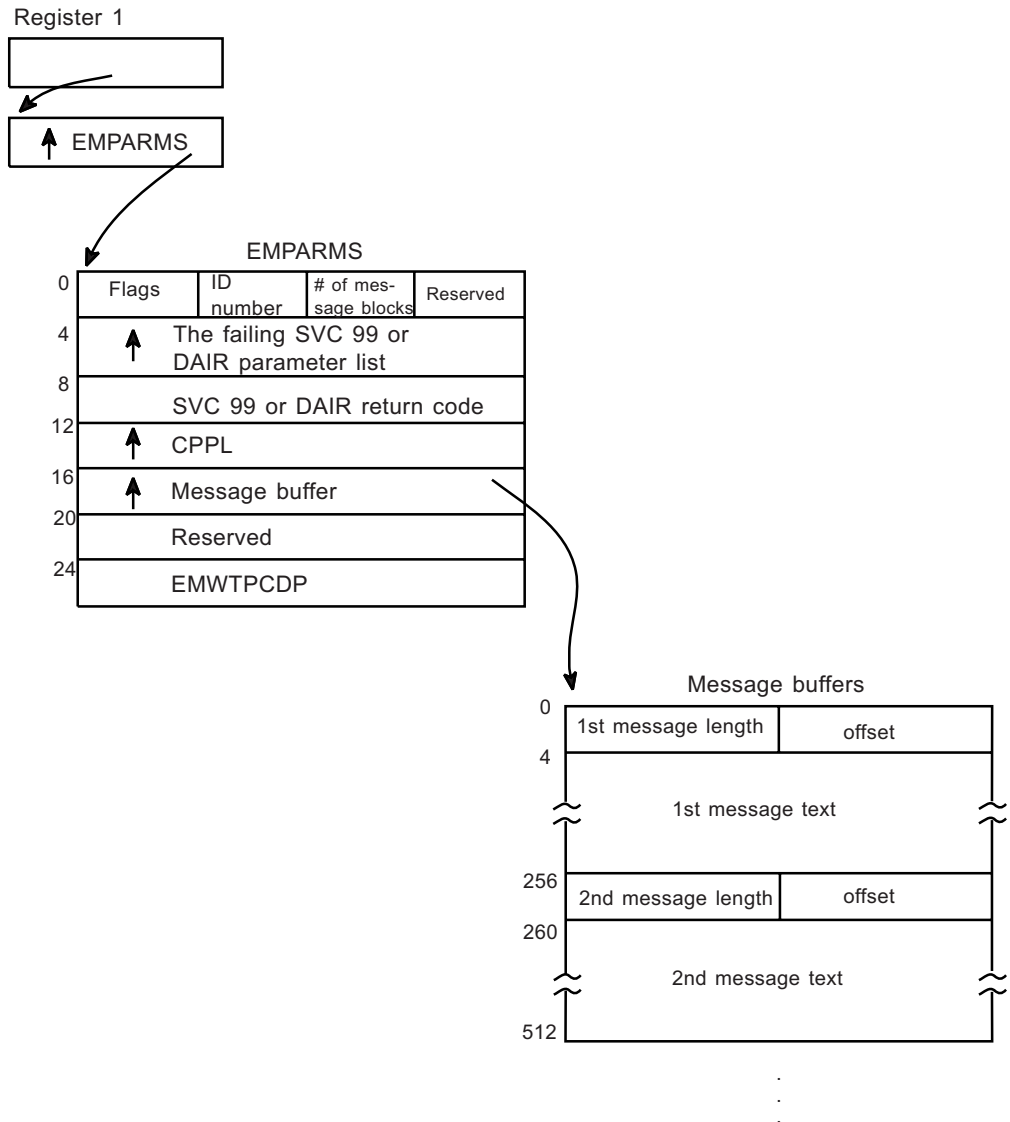 Register 1
EMPARMS
EMPARMS
0
Flags
ID
number
# of mes-
sage blocks
Reserved
4
The failing SVC 99 or
DAIR parameter list
8
SVC 99 or DAIR return code
12
CPPL
16
Message buffer
20
Reserved
24
EMWTPCDP
Message buffers
0
1st message length
offset
4
1st message text
256
2nd message length
offset
260
2nd message text
512
.
.
.